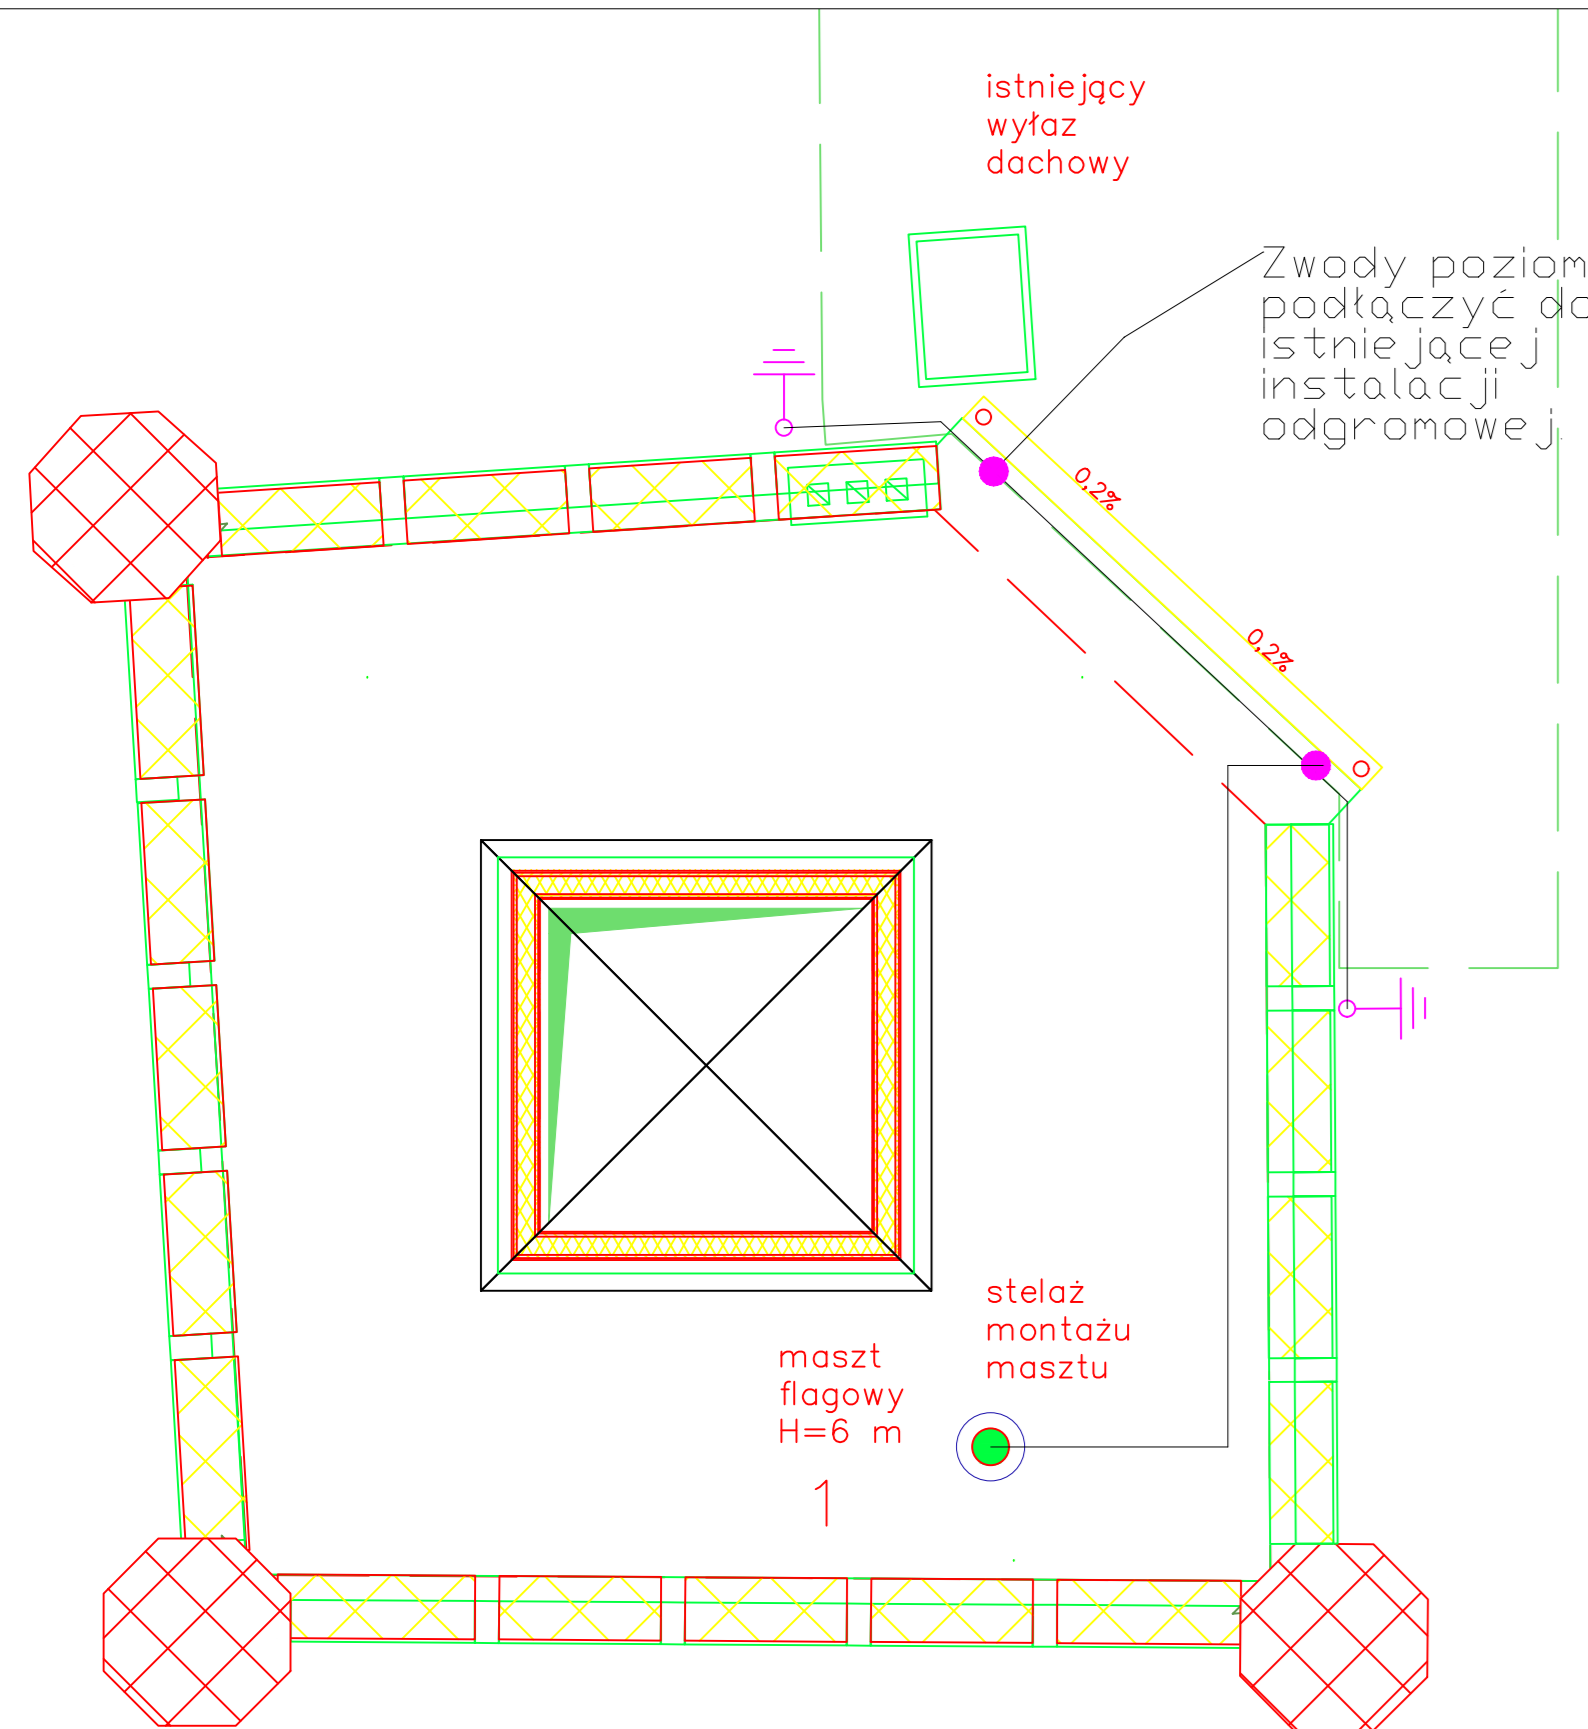 istniejący
wyłaz
dachowy
Zwody poziom
podłączyć do
istniejącej
instalacji
odgromowej.
0,2%
0,2%
stelaż
montażu
masztu
maszt
flagowy
H=6 m
1